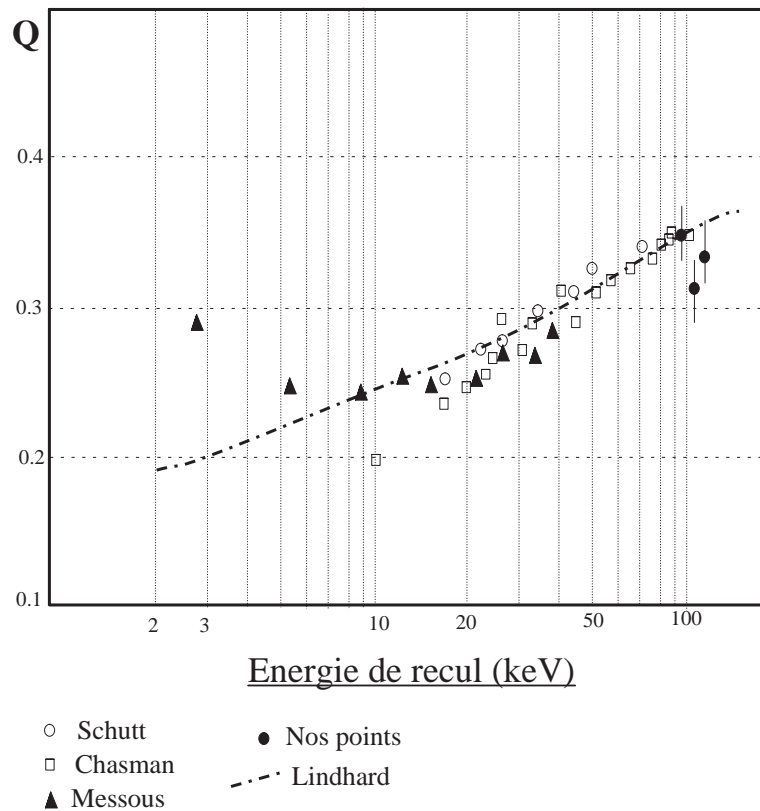 Q
0.4
0.3
0.2
0.1
2 3 10 20 50 100
Energie de recul (keV)
Schutt
Chasman
Messous
Nos points
Lindhard